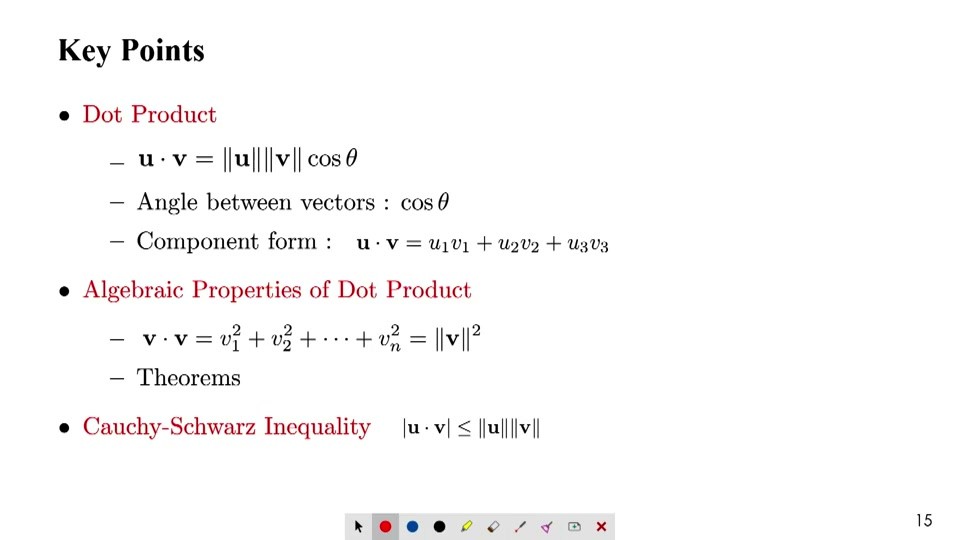 Key Points
• Dot Product
– u · v = ‖u‖‖v‖ cos θ
– Angle between vectors : cos θ
– Component form : u · v = u₁v₁ + u₂v₂ + u₃v₃
• Algebraic Properties of Dot Product
– v · v = v₁² + v₂² + ··· + vₙ² = ‖v‖²
– Theorems
• Cauchy-Schwarz Inequality |u · v| ≤ ‖u‖‖v‖
15